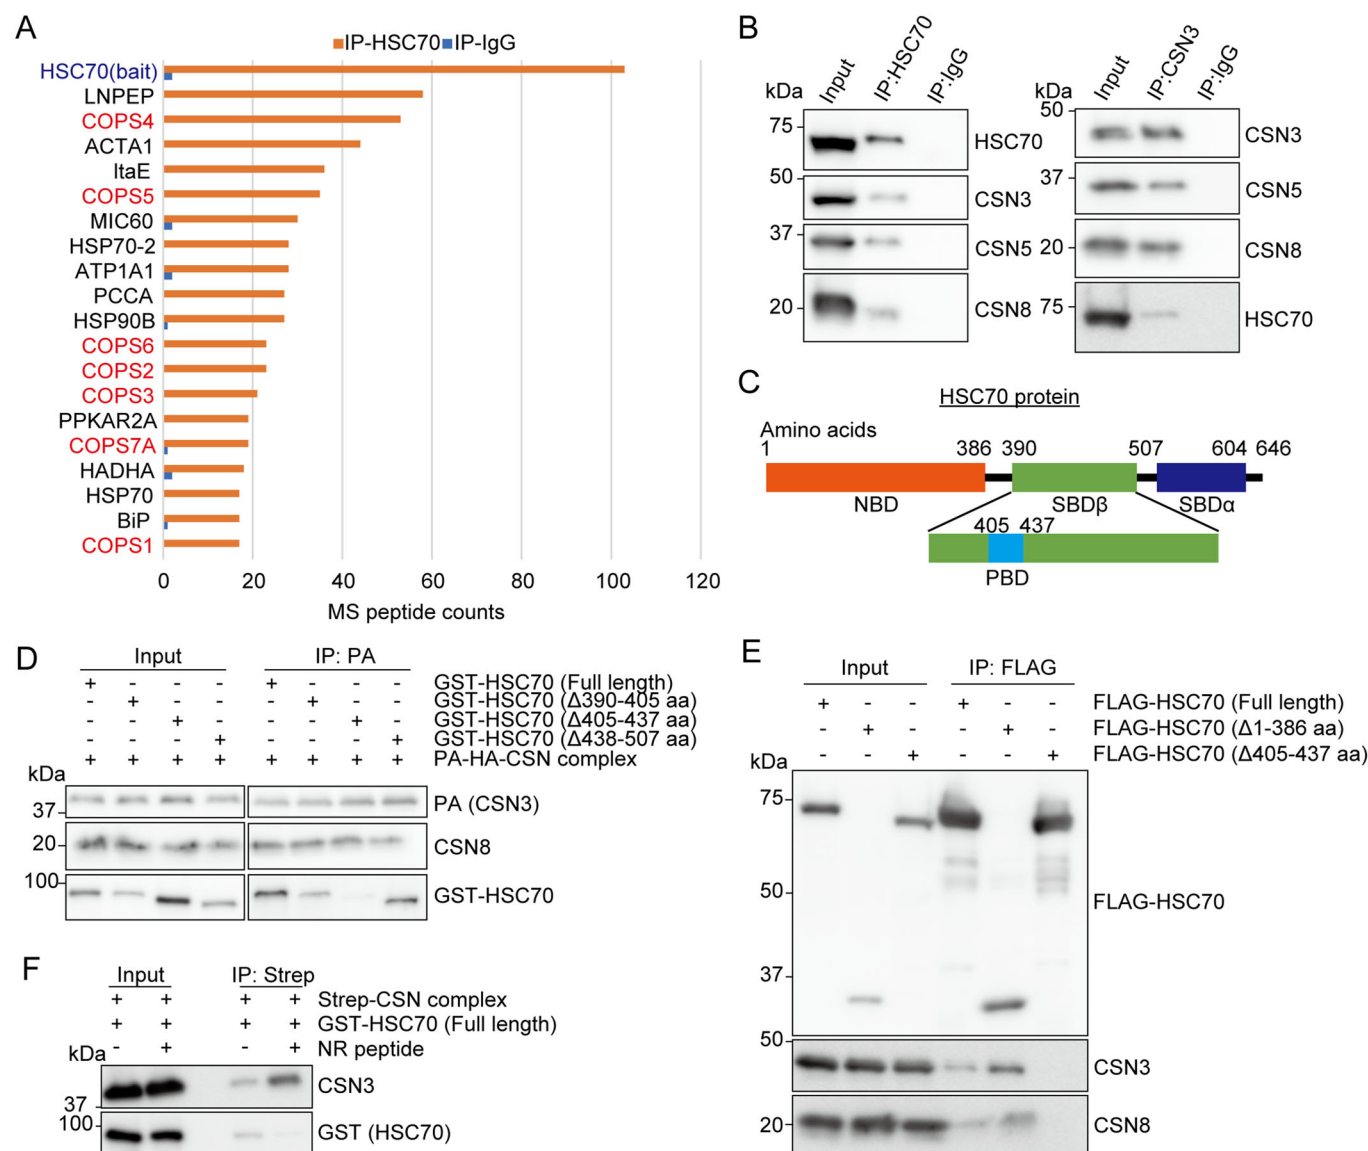 A
IP-HSC70 IP-IgG
HSC70(bait)
LNPEP
COPS4
ACTA1
ltaE
COPS5
MIC60
HSP70-2
ATP1A1
PCCA
HSP90B
COPS6
COPS2
COPS3
PPKAR2A
COPS7A
HADHA
HSP70
BiP
COPS1
0 20 40 60 80 100 120
MS peptide counts
B
kDa Input IP:HSC70 IP:IgG
75 HSC70
50 CSN3
37 CSN5
20 CSN8
kDa Input IP:CSN3 IP:IgG
50 CSN3
37 CSN5
20 CSN8
75 HSC70
C
HSC70 protein
Amino acids
1 386 390 507 604 646
NBD SBDβ SBDα
405 437
PBD
D
Input IP: PA
+ - - - + - - - GST-HSC70 (Full length)
- + - - - + - - GST-HSC70 (Δ390-405 aa)
- - + - - - + - GST-HSC70 (Δ405-437 aa)
- - - + - - - + GST-HSC70 (Δ438-507 aa)
+ + + + + + + + PA-HA-CSN complex
kDa
37 PA (CSN3)
20 CSN8
100 GST-HSC70
E
Input IP: FLAG
+ - - + - - FLAG-HSC70 (Full length)
- + - - + - FLAG-HSC70 (Δ1-386 aa)
- - + - - + FLAG-HSC70 (Δ405-437 aa)
kDa
75
50 FLAG-HSC70
37
50 CSN3
20 CSN8
F
Input IP: Strep
+ + + + Strep-CSN complex
+ + + + GST-HSC70 (Full length)
- + - + NR peptide
kDa
CSN3
37
100 GST (HSC70)